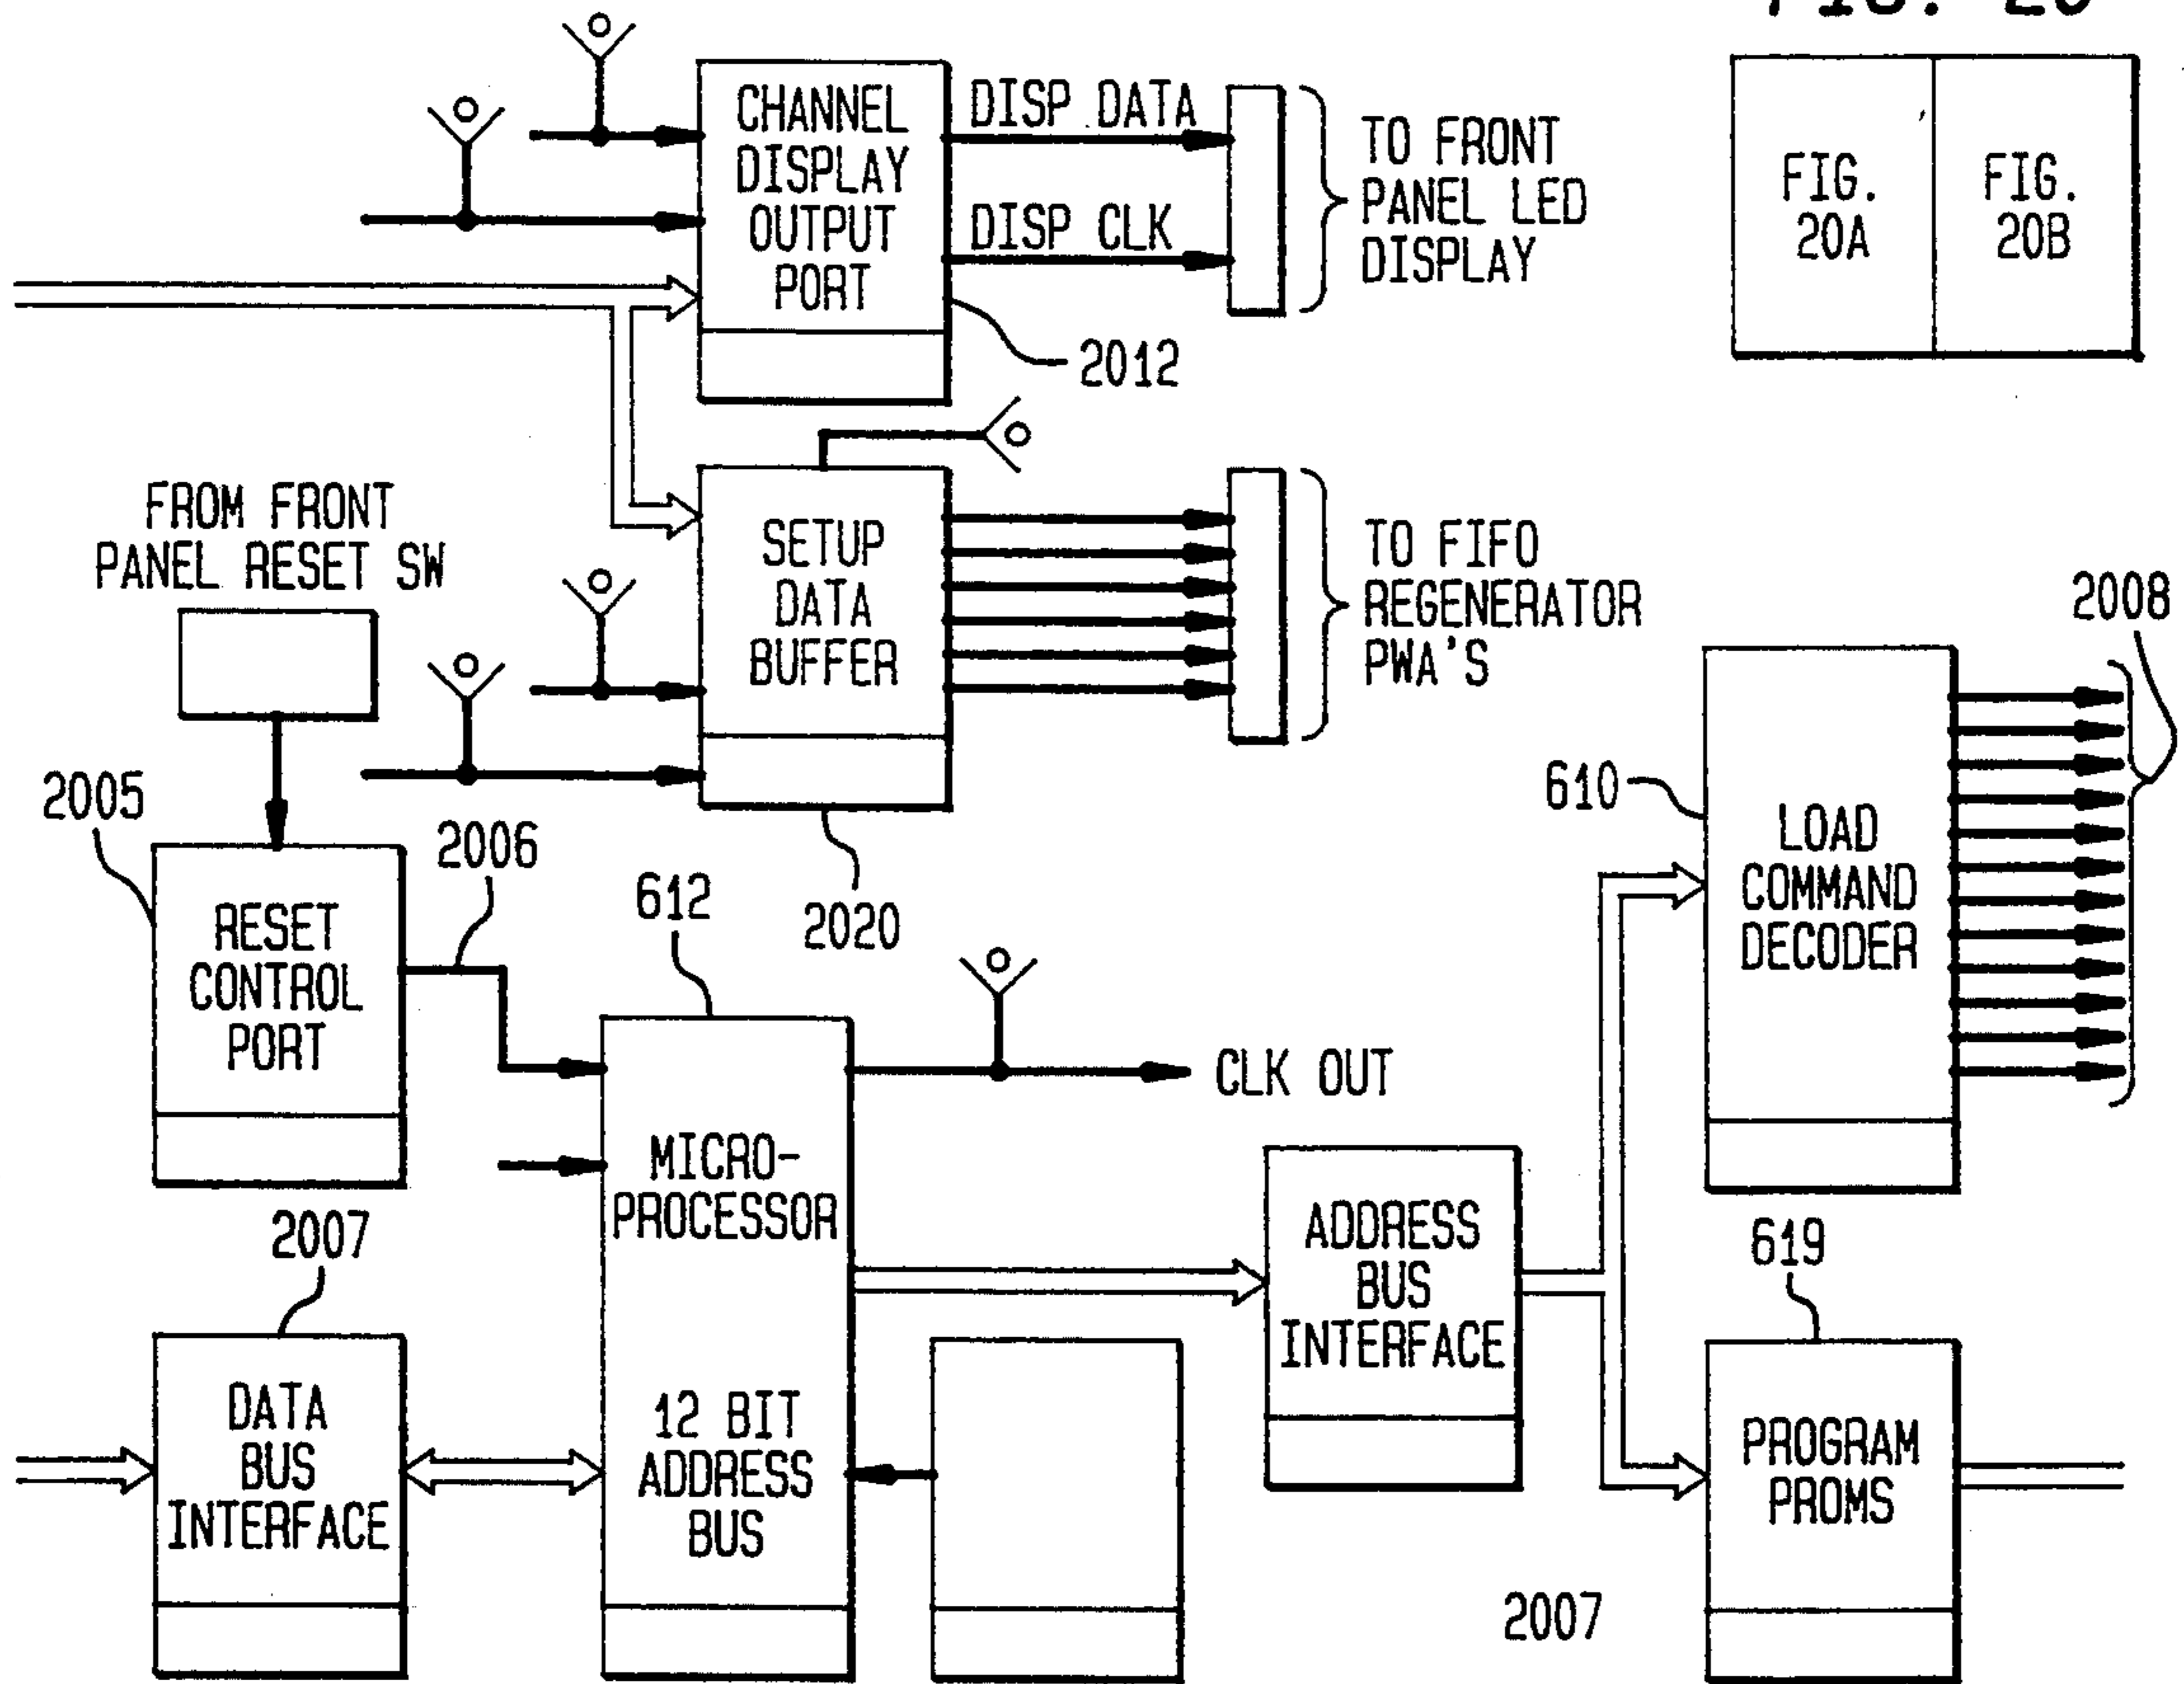 FIG. 20
CHANNEL
DISPLAY
OUTPUT
PORT
DISP DATA
DISP CLK
TO FRONT
PANEL LED
DISPLAY
FIG.
20A
FIG.
20B
2012
FROM FRONT
PANEL RESET SW
SETUP
DATA
BUFFER
TO FIFO
REGENERATOR
PWA'S
2008
2005
2006
610
LOAD
COMMAND
DECODER
RESET
CONTROL
PORT
612
2020
CLK OUT
MICRO-
PROCESSOR
2007
ADDRESS
BUS
INTERFACE
619
DATA
BUS
INTERFACE
12 BIT
ADDRESS
BUS
PROGRAM
PROMS
2007